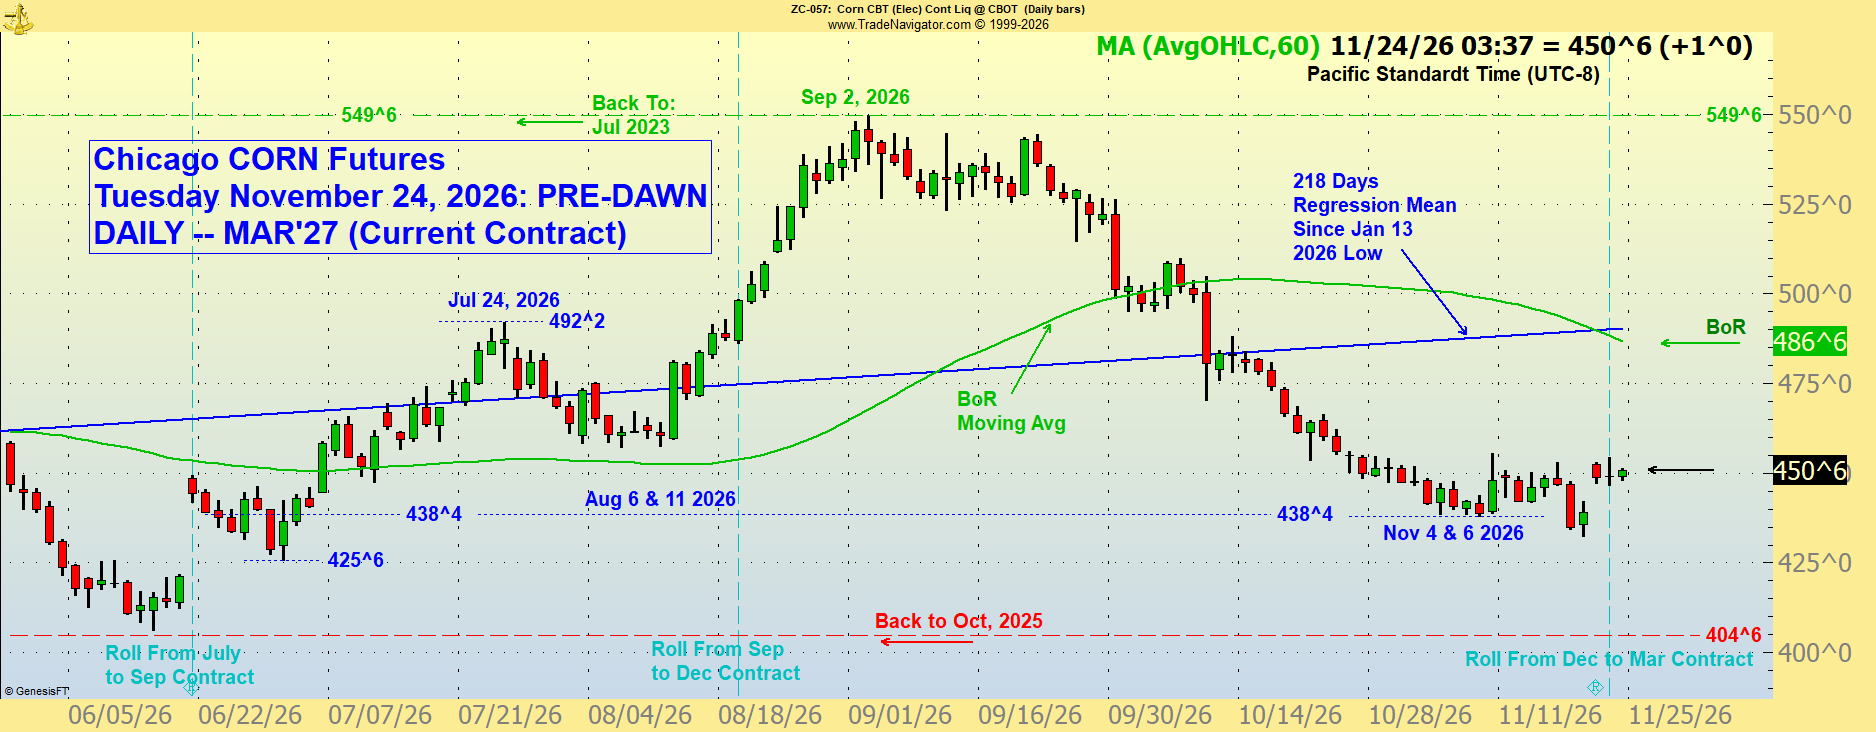 ZC-057: Corn CBT (Elec) Cont Liq @ CBOT (Daily bars)
www.TradeNavigator.com © 1999-2026
MA (AvgOHLC,60) 11/24/26 03:37 = 450^6 (+1^0)
Pacific Standardt Time (UTC-8)
Sep 2, 2026
549^6
Back To:
Jul 2023
549^6
550^0
Chicago CORN Futures
Tuesday November 24, 2026: PRE-DAWN
DAILY -- MAR'27 (Current Contract)
218 Days
Regression Mean
Since Jan 13
2026 Low
525^0
500^0
Jul 24, 2026
492^2
BoR
486^6
475^0
BoR
Moving Avg
450^6
Aug 6 & 11 2026
438^4
438^4
Nov 4 & 6 2026
425^6
425^0
Back to Oct, 2025
404^6
400^0
Roll From July
to Sep Contract
Roll From Sep
to Dec Contract
Roll From Dec to Mar Contract
R
R
© GenesisFT
06/05/26 06/22/26 07/07/26 07/21/26 08/04/26 08/18/26 09/01/26 09/16/26 09/30/26 10/14/26 10/28/26 11/11/26 11/25/26